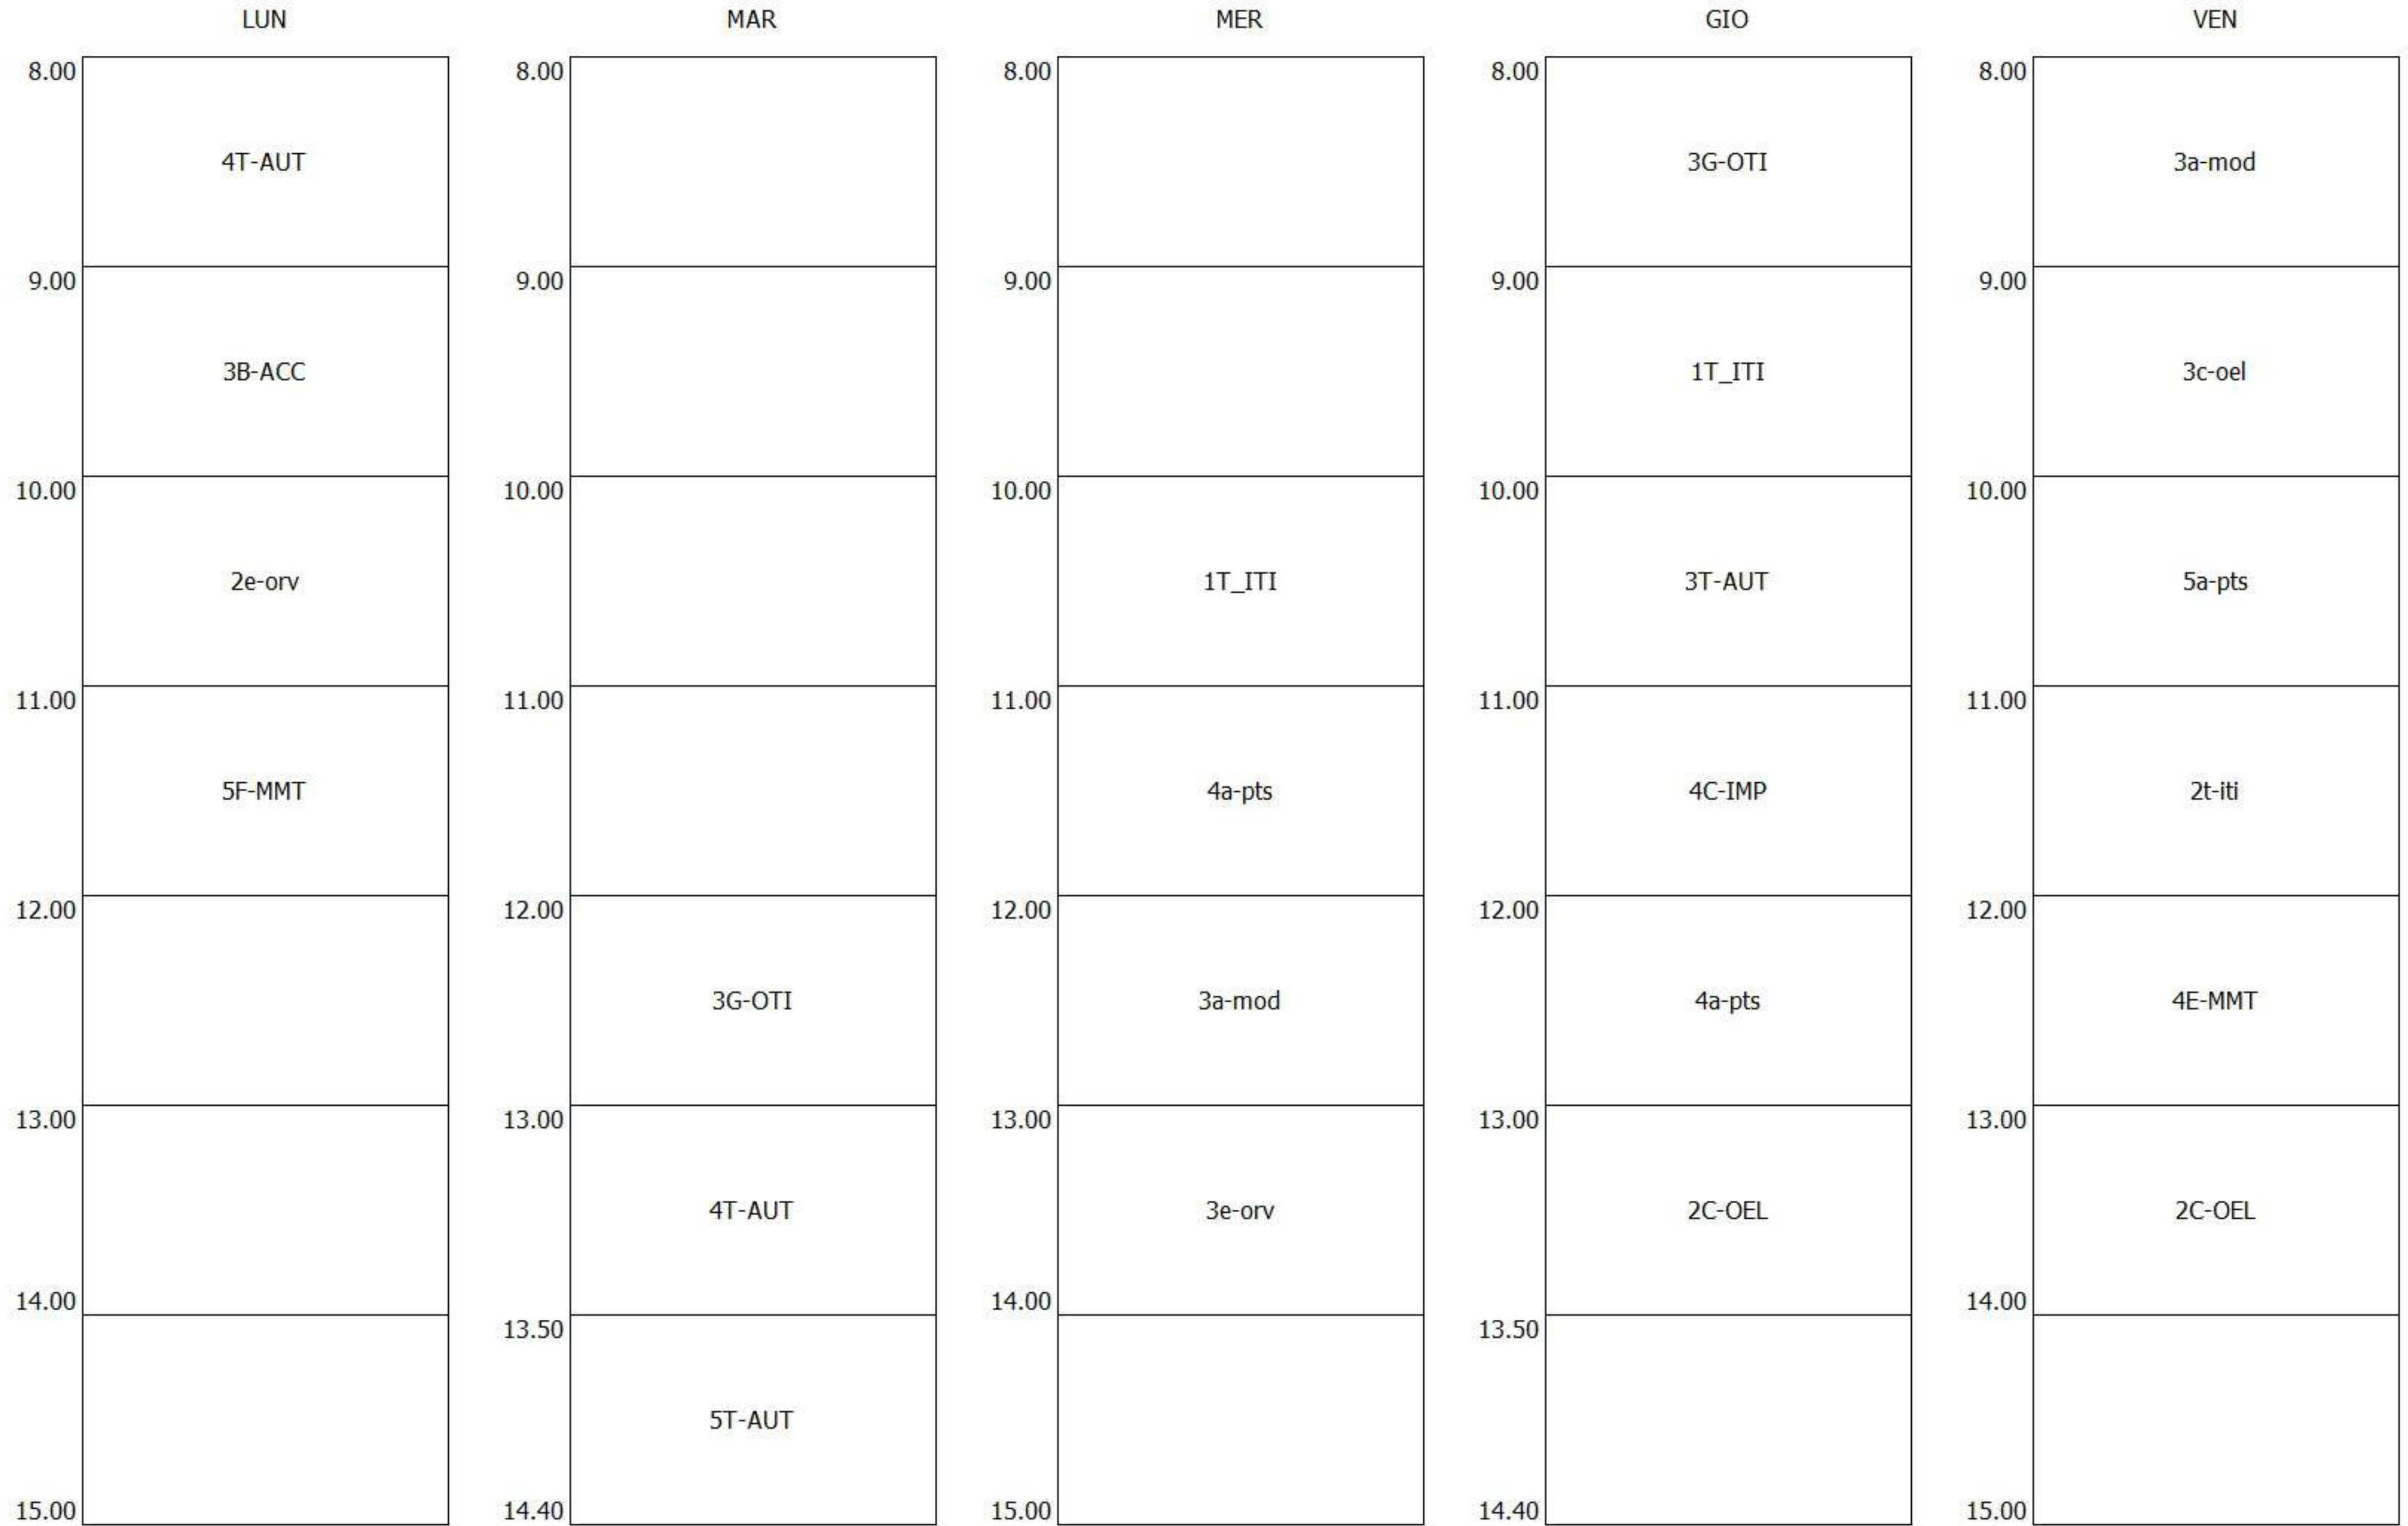 LUN MAR MER GIO VEN
8.00 8.00 8.00 8.00 8.00
4T-AUT 3G-OTI 3a-mod
9.00 9.00 9.00 9.00 9.00
3B-ACC 1T_ITI 3c-oel
10.00 10.00 10.00 10.00 10.00
2e-orv 1T_ITI 3T-AUT 5a-pts
11.00 11.00 11.00 11.00 11.00
5F-MMT 4a-pts 4C-IMP 2t-iti
12.00 12.00 12.00 12.00 12.00
3G-OTI 3a-mod 4a-pts 4E-MMT
13.00 13.00 13.00 13.00 13.00
4T-AUT 3e-orv 2C-OEL 2C-OEL
14.00 14.00 14.00
13.50 13.50
5T-AUT
15.00 14.40 15.00 14.40 15.00